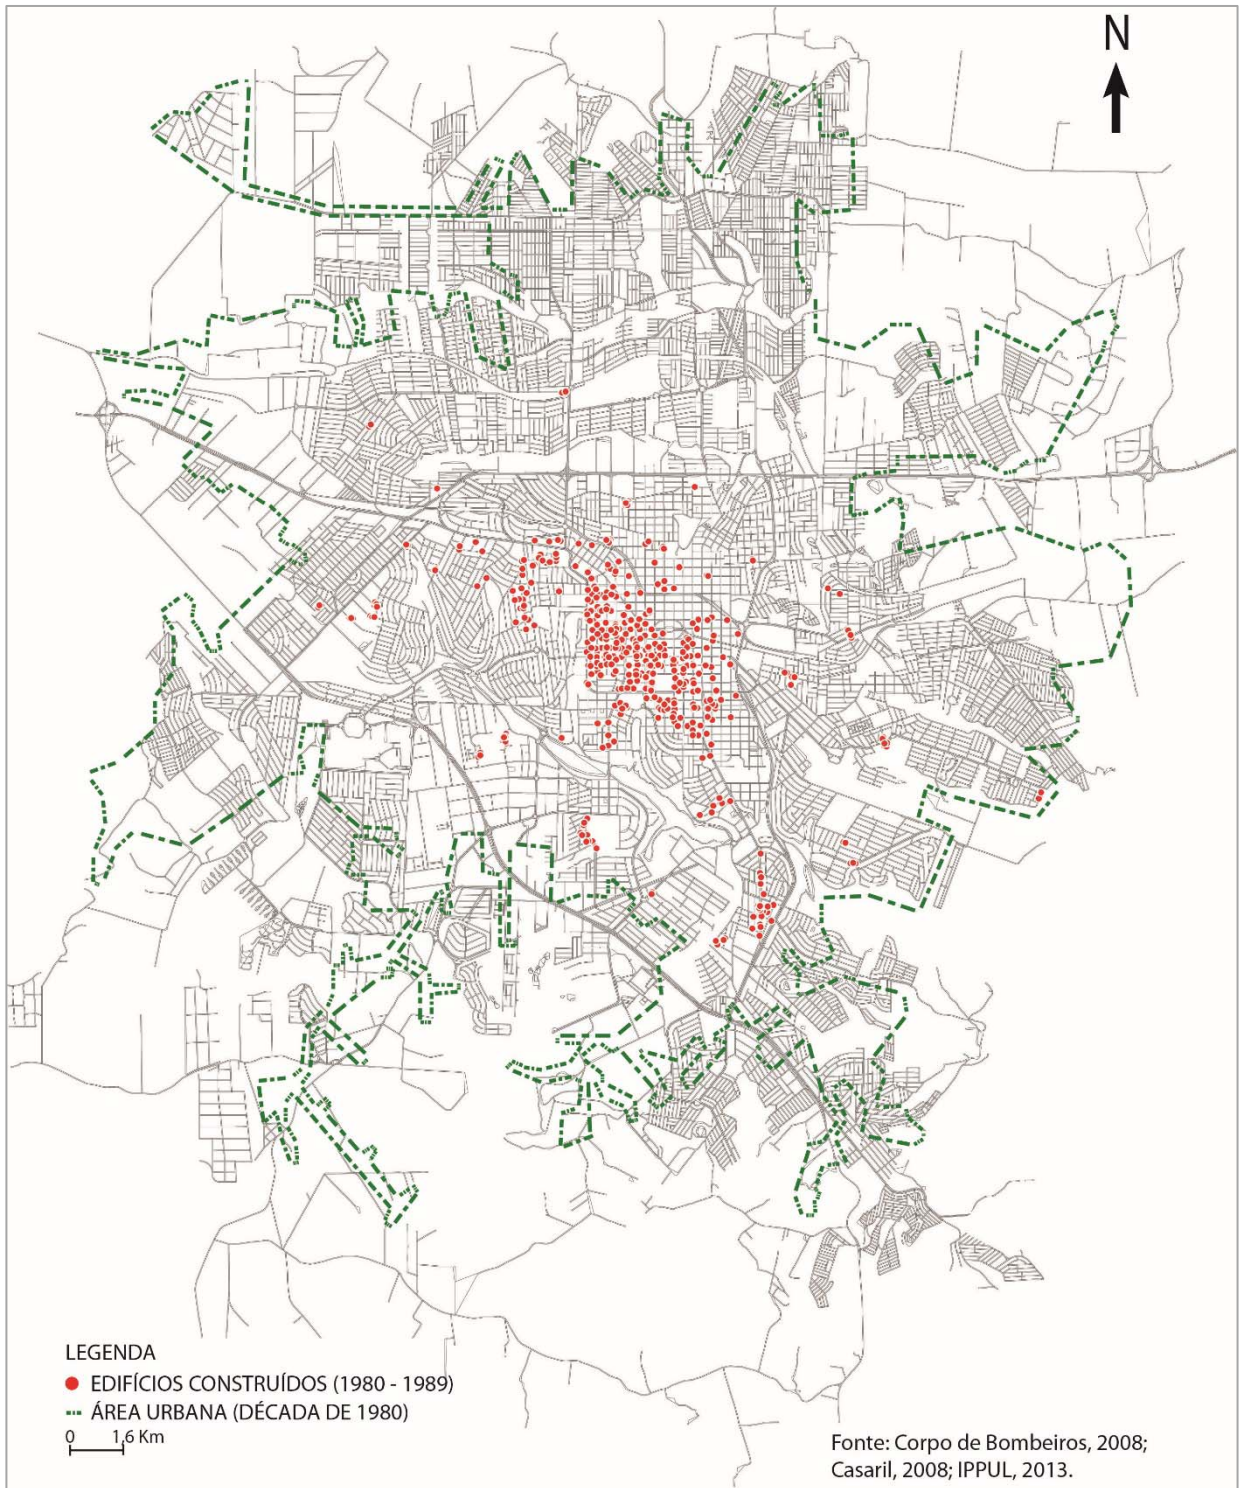 N
LEGENDA
EDIFÍCIOS CONSTRUÍDOS (1980 - 1989)
ÁREA URBANA (DÉCADA DE 1980)
0 1,6 Km
Fonte: Corpo de Bombeiros, 2008;
Casaril, 2008; IPPUL, 2013.